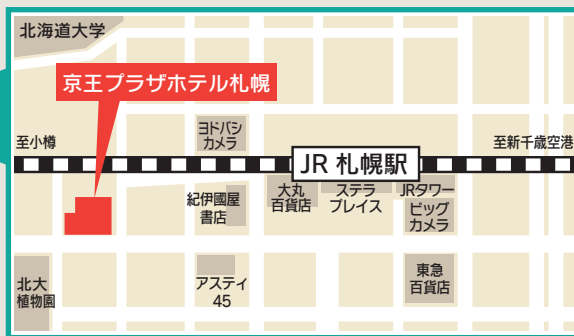 北海道大学
京王プラザホテル札幌
至小樽
ヨドバシ
カメラ
至新千歳空港
JR 札幌駅
紀伊國屋
書店
大丸
百貨店
ステラ
プレイス
JRタワー
ビッグ
カメラ
北大
植物園
アスティ
45
東急
百貨店